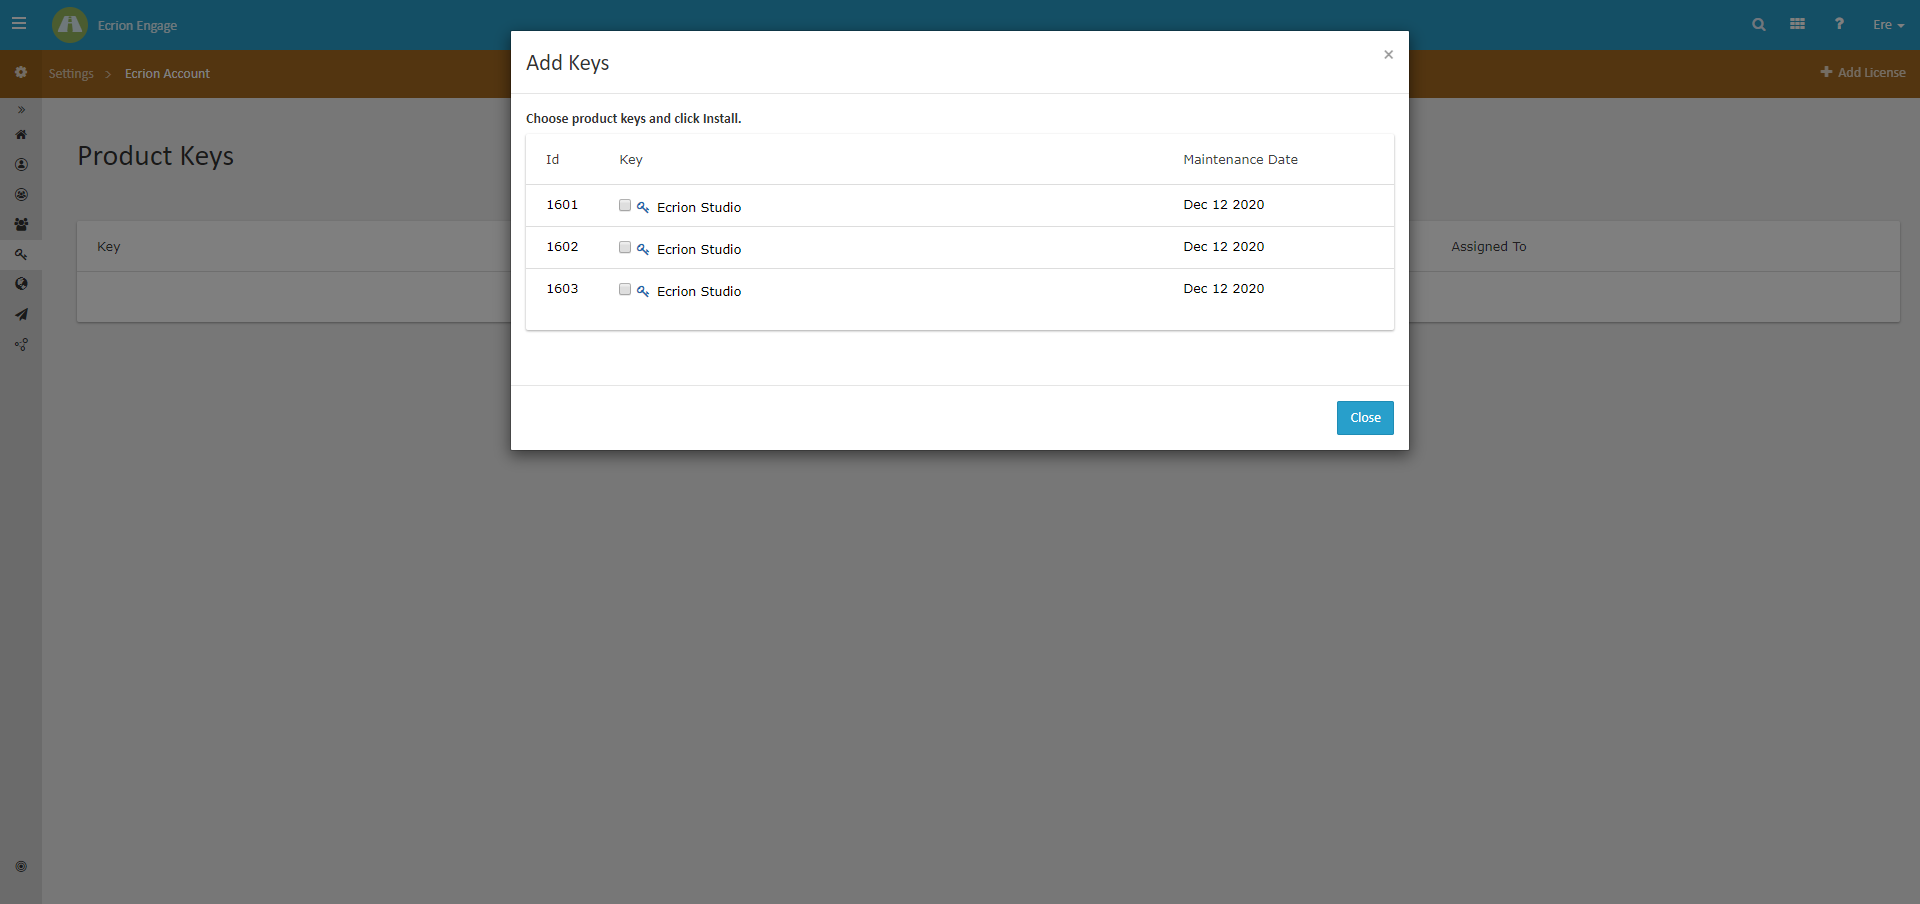 Ecrion Engage
? Ere
Settings > Ecrion Account
Add License
Product Keys
Key
Assigned To
Add Keys
×
Choose product keys and click Install.
Id Key Maintenance Date
1601 Ecrion Studio Dec 12 2020
1602 Ecrion Studio Dec 12 2020
1603 Ecrion Studio Dec 12 2020
Close